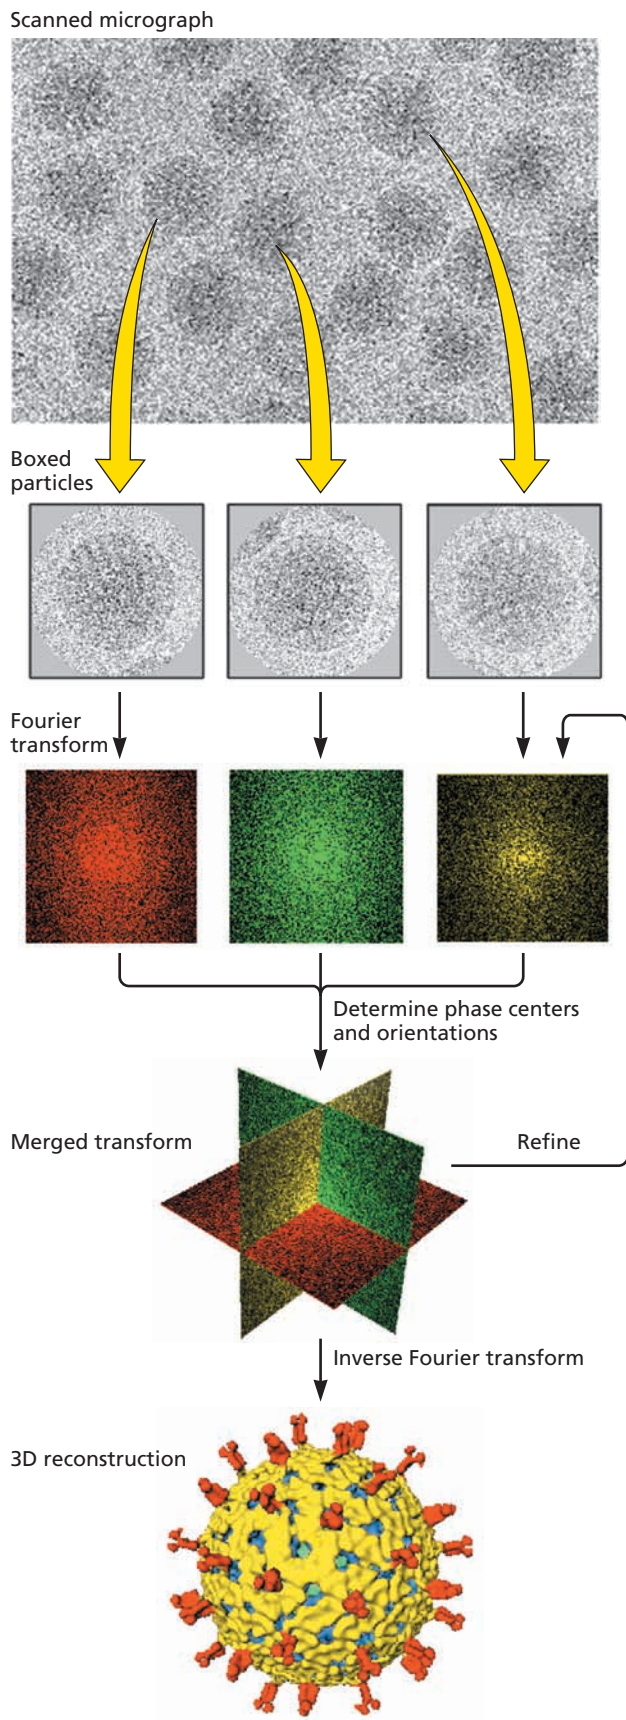 Scanned micrograph
Boxed
particles
Fourier
transform
Determine phase centers
and orientations
Merged transform
Refine
Inverse Fourier transform
3D reconstruction